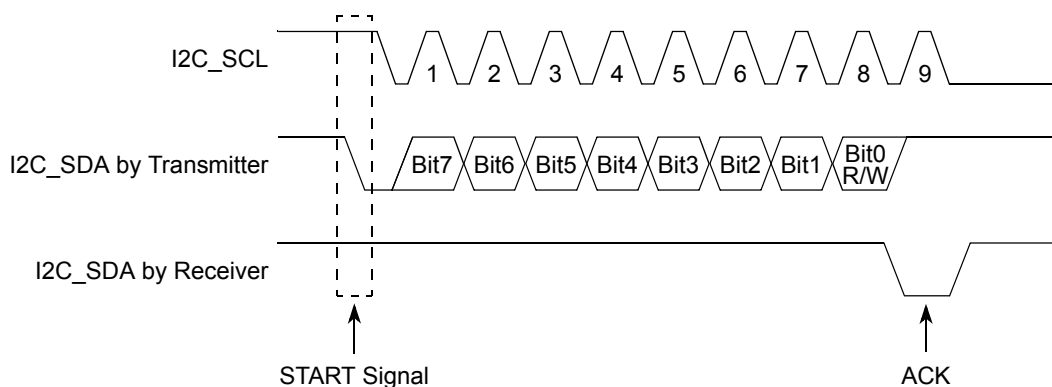 I2C_SCL
1 2 3 4 5 6 7 8 9
I2C_SDA by Transmitter
Bit7 Bit6 Bit5 Bit4 Bit3 Bit2 Bit1 Bit0
R/W
I2C_SDA by Receiver
START Signal
ACK